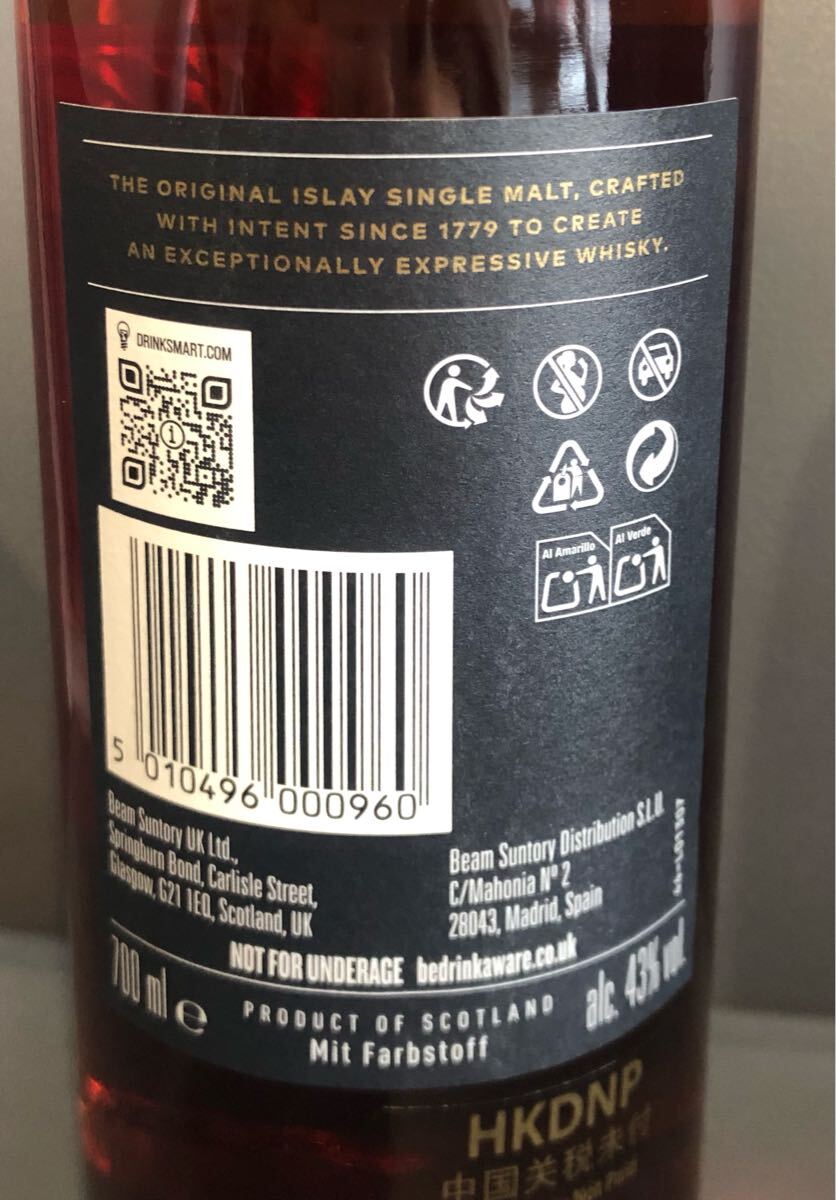 THE ORIGINAL ISLAY SINGLE MALT, CRAFTED
WITH INTENT SINCE 1779 TO CREATE
AN EXCEPTIONALLY EXPRESSIVE WHISKY.
DRINKSMART.COM
Al Amarillo
Al Verde
5 010496 000960
Beam Suntory UK Ltd.,
Springburn Bond, Carlisle Street,
Glasgow, G21 1EQ, Scotland, UK
Beam Suntory Distribution S.L.U.
C/Mahonia Nº 2
28043, Madrid, Spain
NOT FOR UNDERAGE bedrinkaware.co.uk
700 ml e
PRODUCT OF SCOTLAND
alc. 43% vol.
Mit Farbstoff
HKDNP
中国关税未付